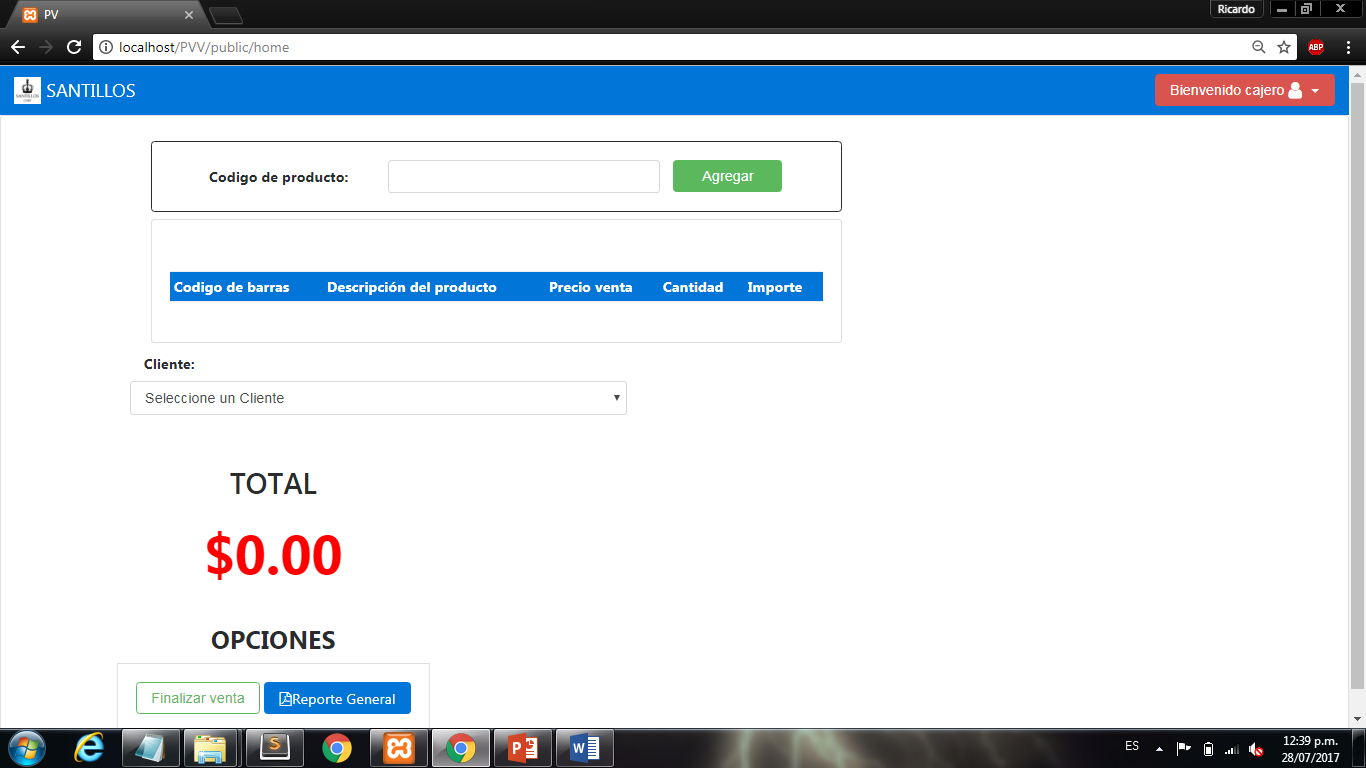 PV
Ricardo
localhost/PVV/public/home
ABP
SANTILLOS
SANTILLOS
Bienvenido cajero
Codigo de producto:
Agregar
Codigo de barras Descripción del producto Precio venta Cantidad Importe
Cliente:
Seleccione un Cliente
TOTAL
$0.00
OPCIONES
Finalizar venta
Reporte General
ES
12:39 p.m.
28/07/2017